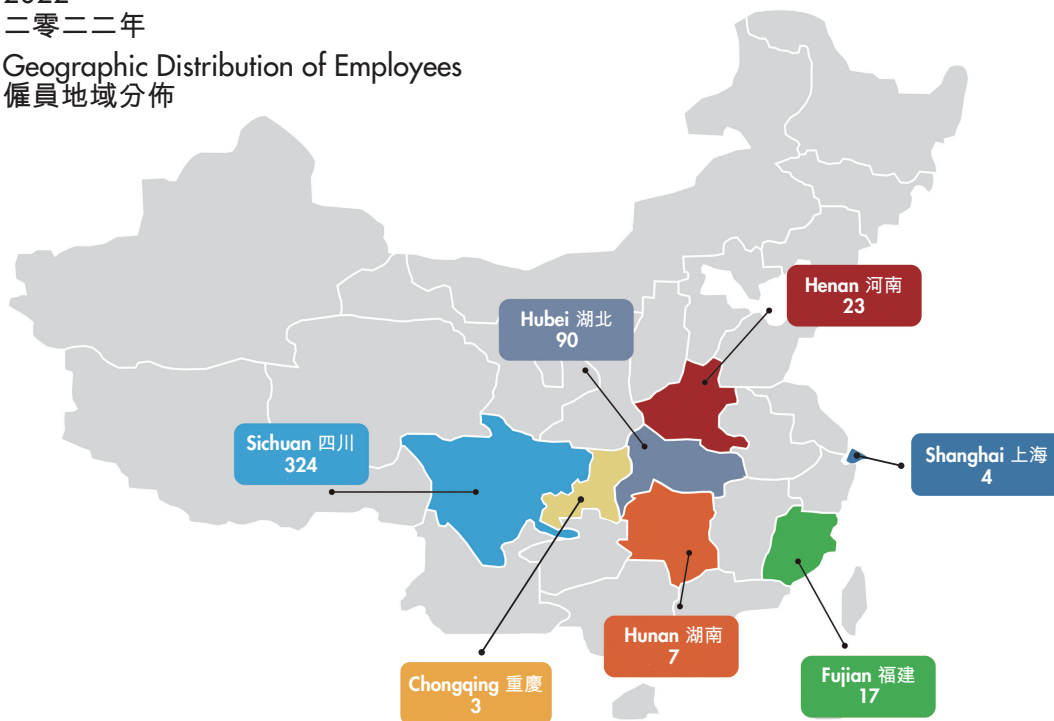 2022
二零二二年
Geographic Distribution of Employees
僱員地域分佈
Henan 河南
23
Hubei 湖北
90
Sichuan 四川
324
Shanghai 上海
4
Hunan 湖南
7
Fujian 福建
17
Chongqing 重慶
3